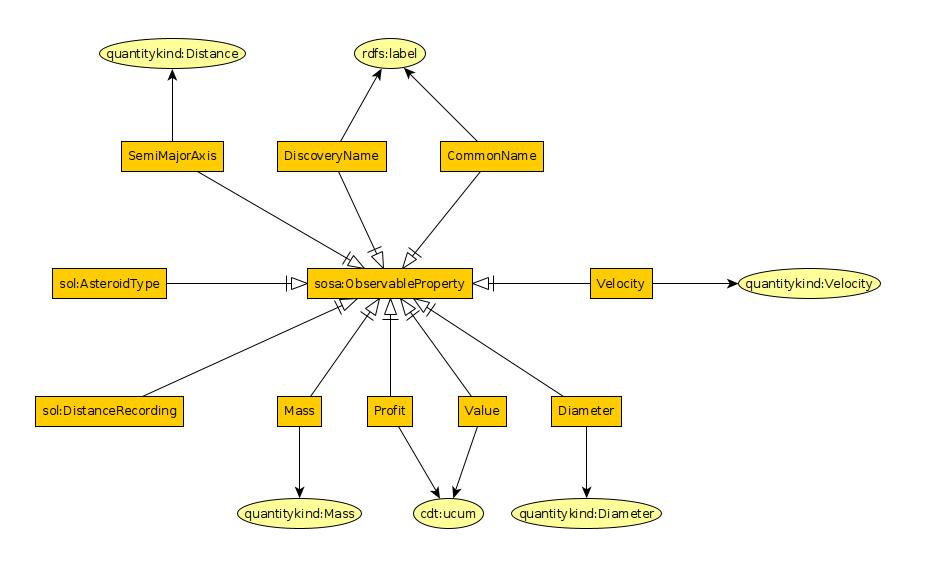 quantitykind:Distance
rdfs:label
SemiMajorAxis
DiscoveryName
CommonName
sol:AsteroidType
sosa:ObservableProperty
Velocity
quantitykind:Velocity
sol:DistanceRecording
Mass
Profit
Value
Diameter
quantitykind:Mass
cdt:ucum
quantitykind:Diameter